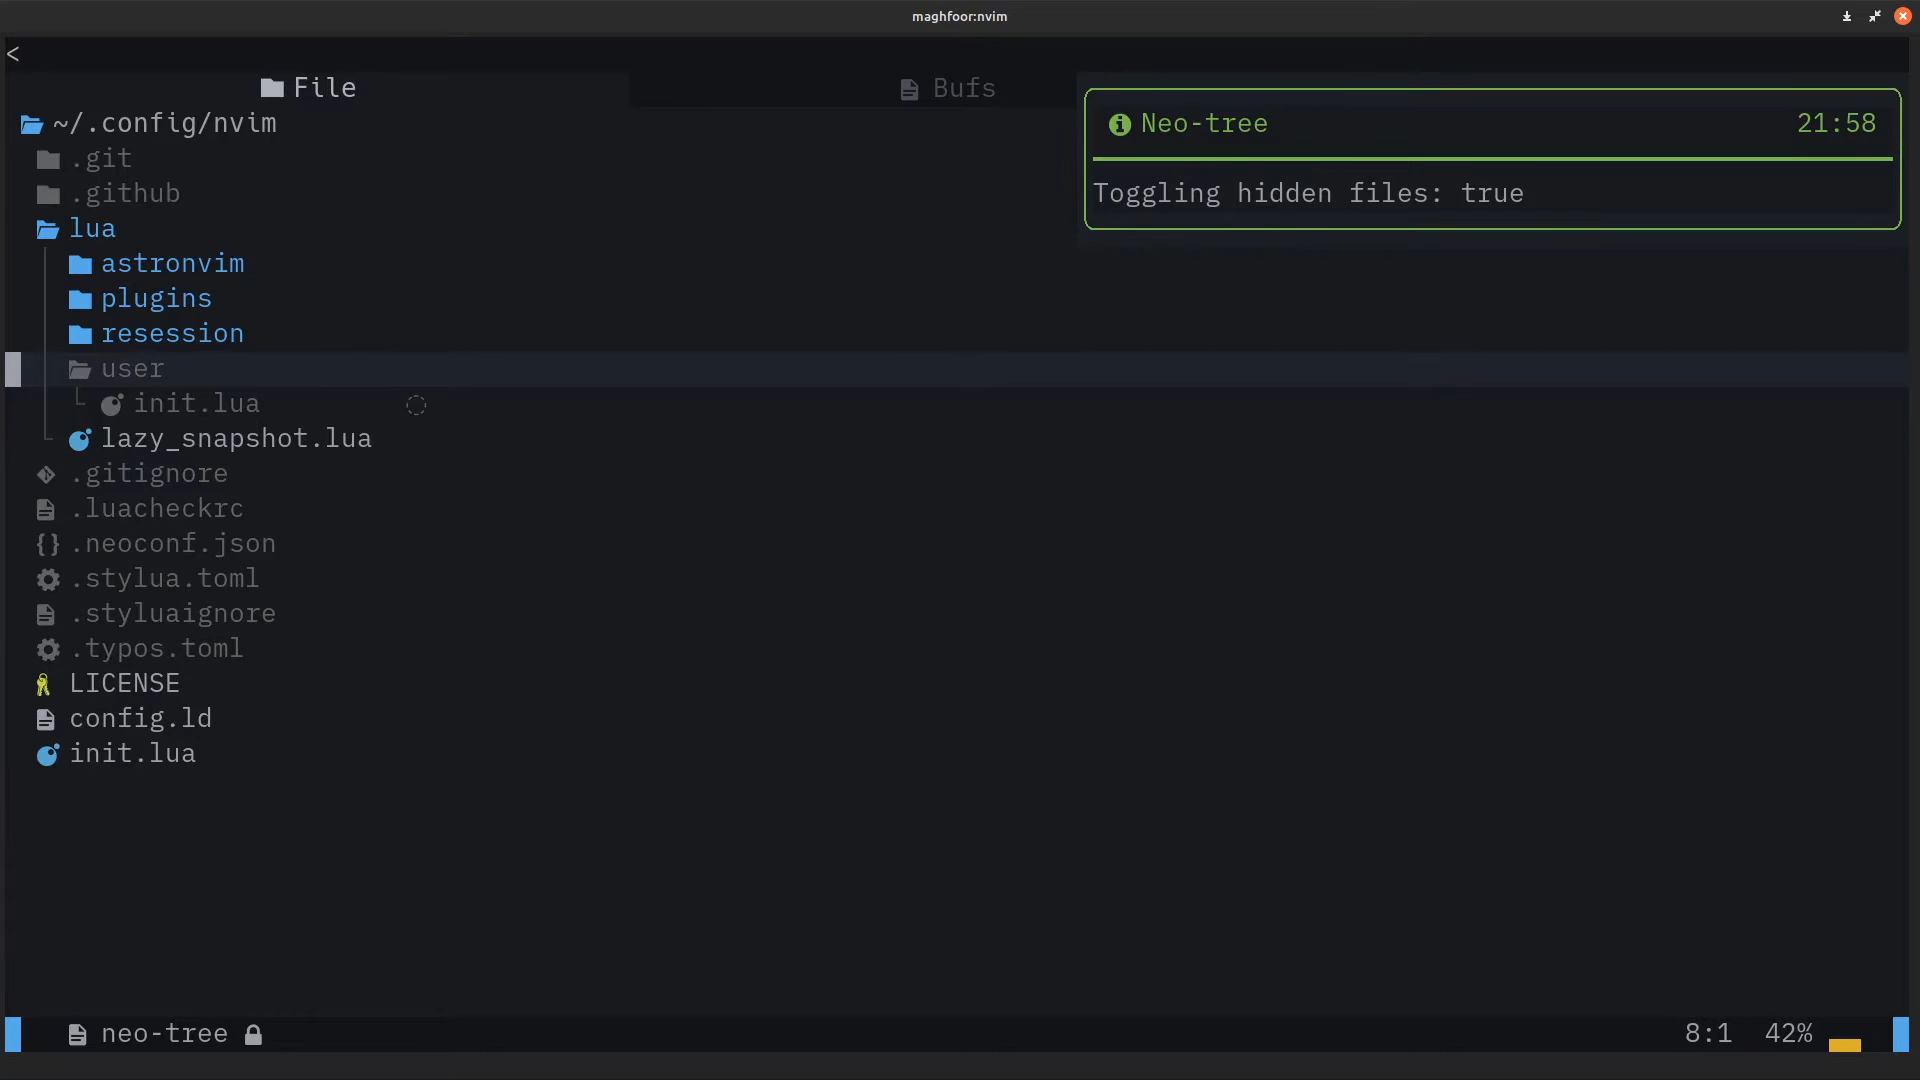 maghfoor:nvim
<
File Bufs
Neo-tree 21:58
Toggling hidden files: true
~/.config/nvim
.git
.github
lua
astronvim
plugins
resession
user
init.lua
lazy_snapshot.lua
.gitignore
.luacheckrc
.neoconf.json
.stylua.toml
.styluaignore
.typos.toml
LICENSE
config.ld
init.lua
neo-tree 8:1 42%